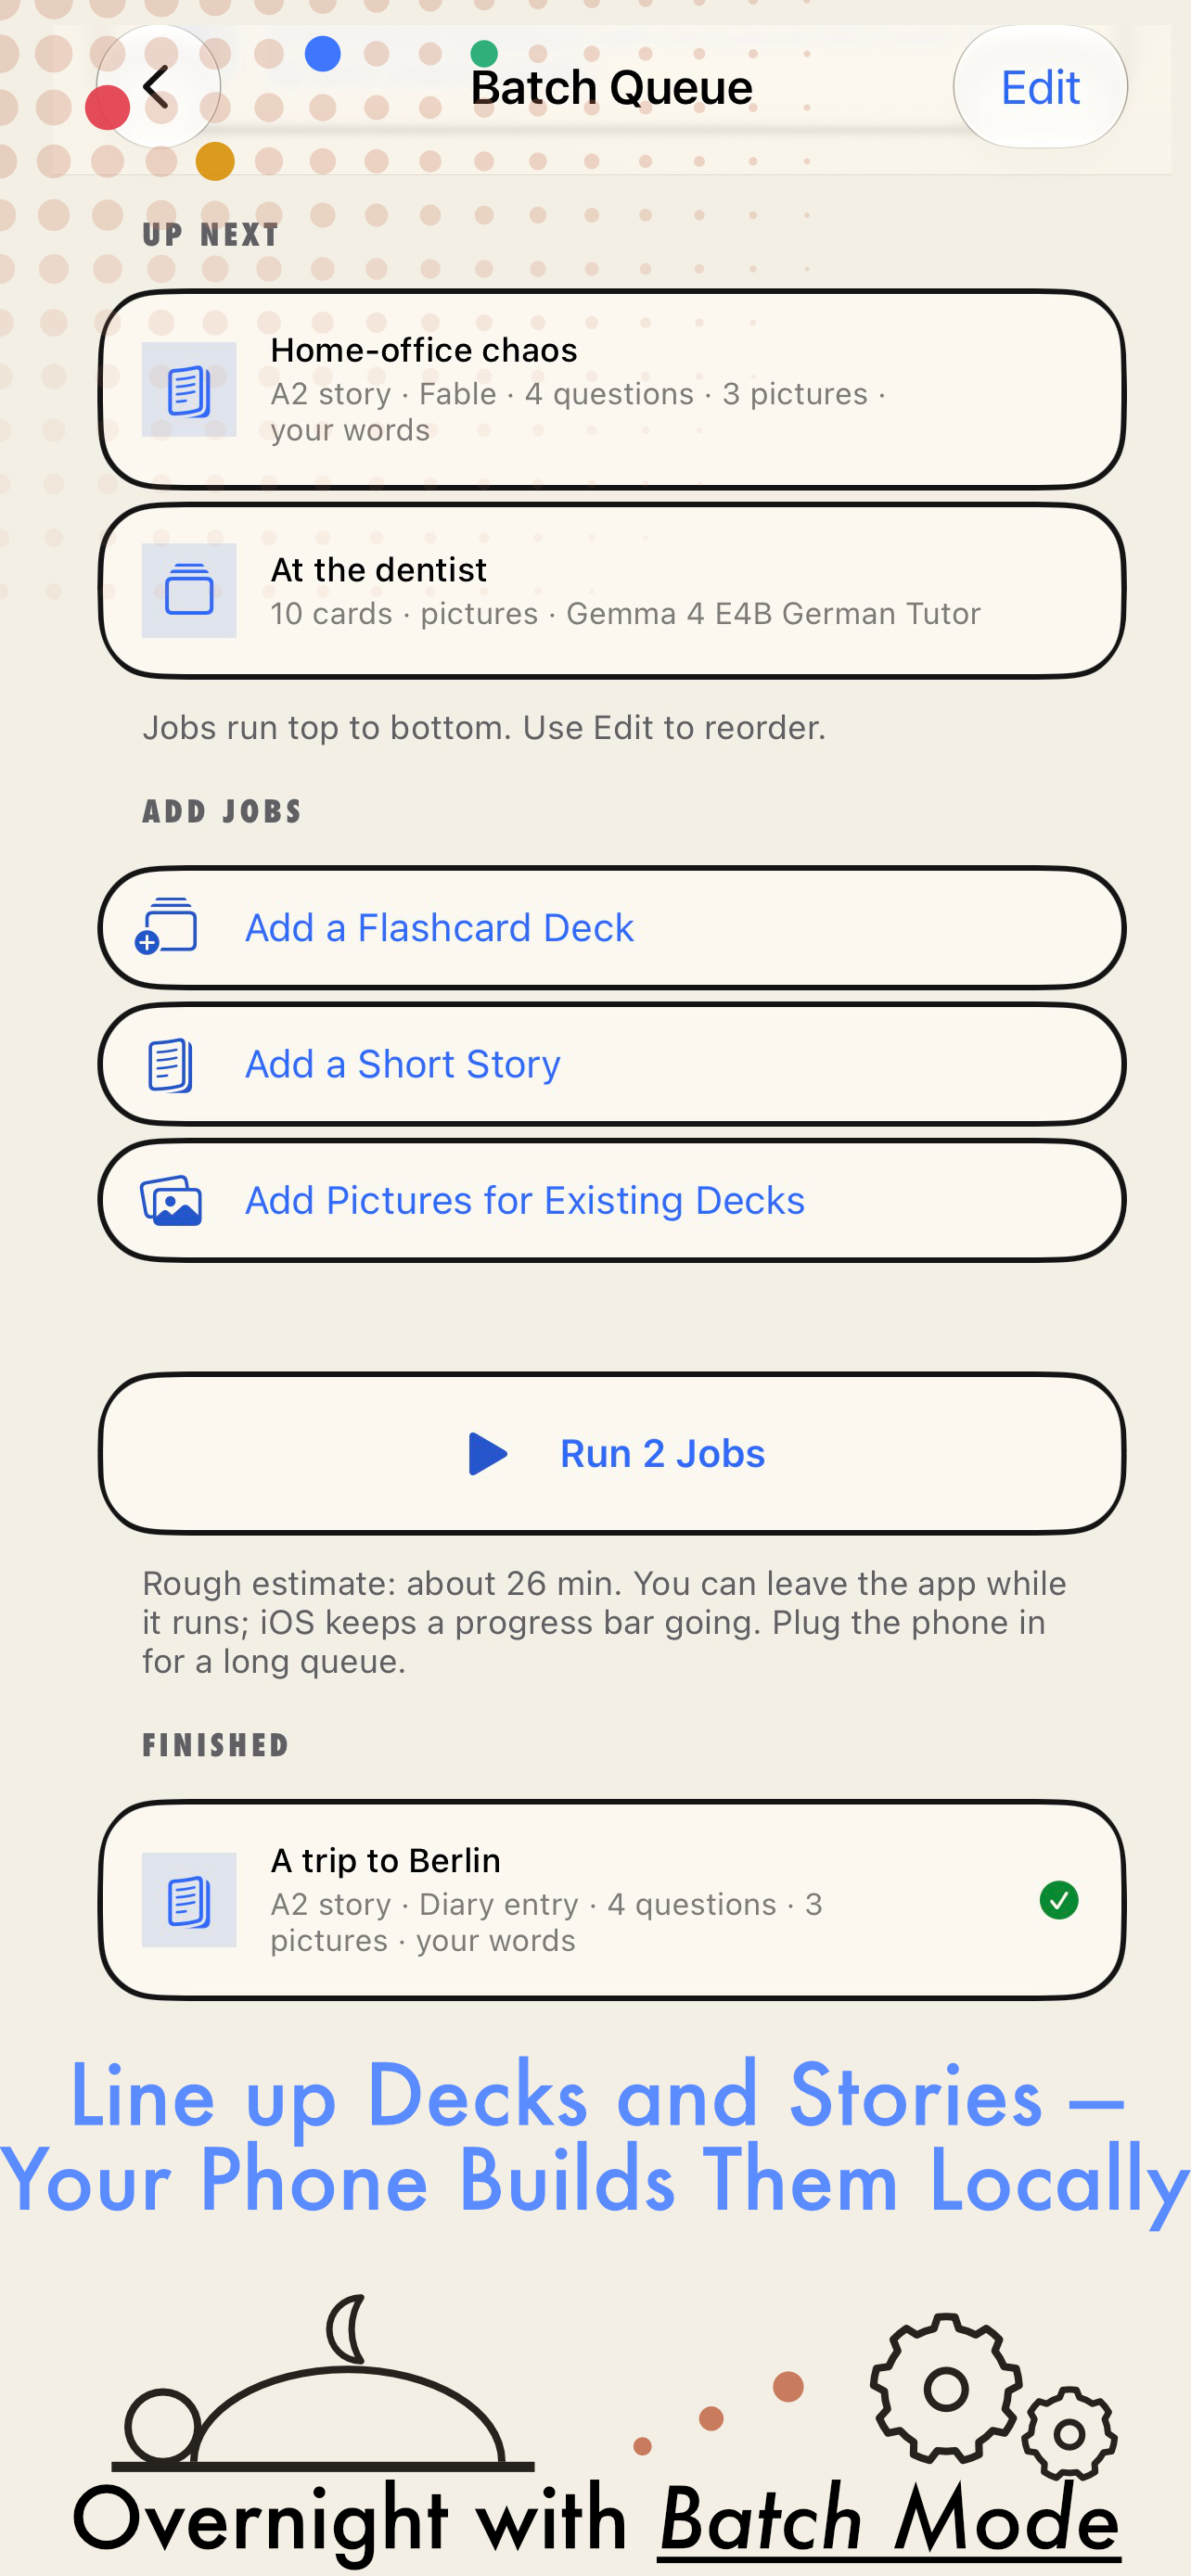 Batch Queue
Edit
UP NEXT
Home-office chaos
A2 story · Fable · 4 questions · 3 pictures ·
your words
At the dentist
10 cards · pictures · Gemma 4 E4B German Tutor
Jobs run top to bottom. Use Edit to reorder.
ADD JOBS
Add a Flashcard Deck
Add a Short Story
Add Pictures for Existing Decks
Run 2 Jobs
Rough estimate: about 26 min. You can leave the app while
it runs; iOS keeps a progress bar going. Plug the phone in
for a long queue.
FINISHED
A trip to Berlin
A2 story · Diary entry · 4 questions · 3
pictures · your words
Line up Decks and Stories –
Your Phone Builds Them Locally
Overnight with Batch Mode